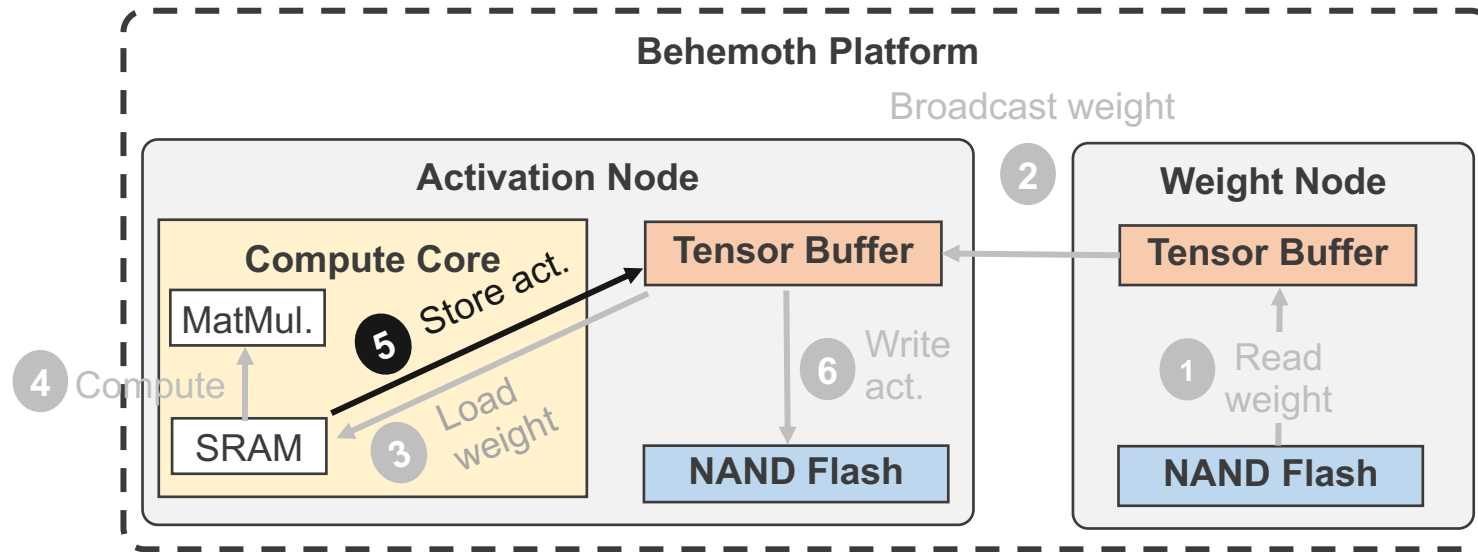 Behemoth Platform
Broadcast weight
2
Activation Node
Weight Node
Compute Core
Tensor Buffer
Tensor Buffer
MatMul.
5 Store act.
4 Compute
3 Load
weight
SRAM
6 Write
act.
1 Read
weight
NAND Flash
NAND Flash